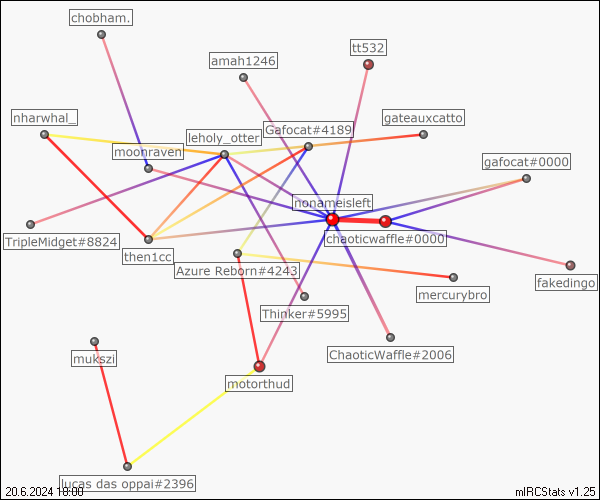 chobham.
tt532
amah1246
nharwhal_
gateauxcatto
Gafocat#4189
leholy_otter
moonraven
gafocat#0000
nonameisleft
TripleMidget#8824
chaoticwaffle#0000
then1cc
Azure Reborn#4243
fakedingo
mercurybro
Thinker#5995
ChaoticWaffle#2006
mukszi
motorthud
lucas das oppai#2396
20.6.2024 18:00
mIRCStats v1.25